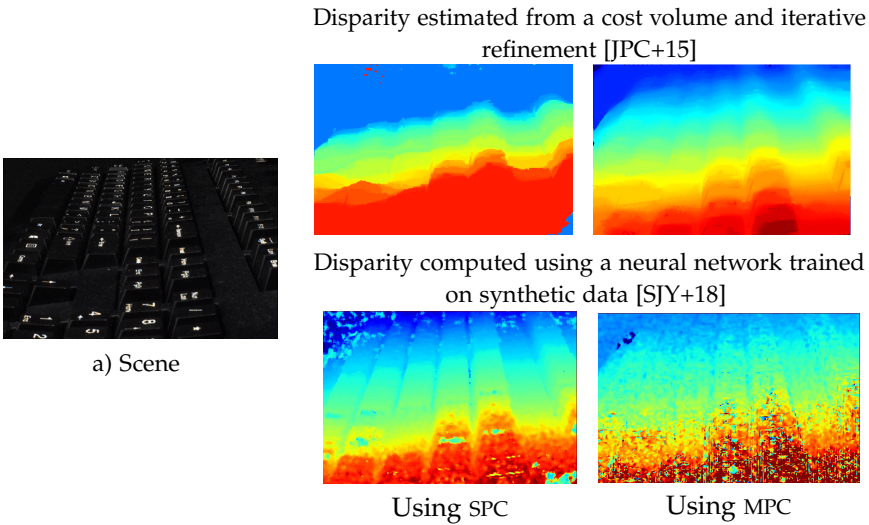 Disparity estimated from a cost volume and iterative
refinement [JPC+15]
Disparity computed using a neural network trained
on synthetic data [SJY+18]
a) Scene
Using SPC
Using MPC